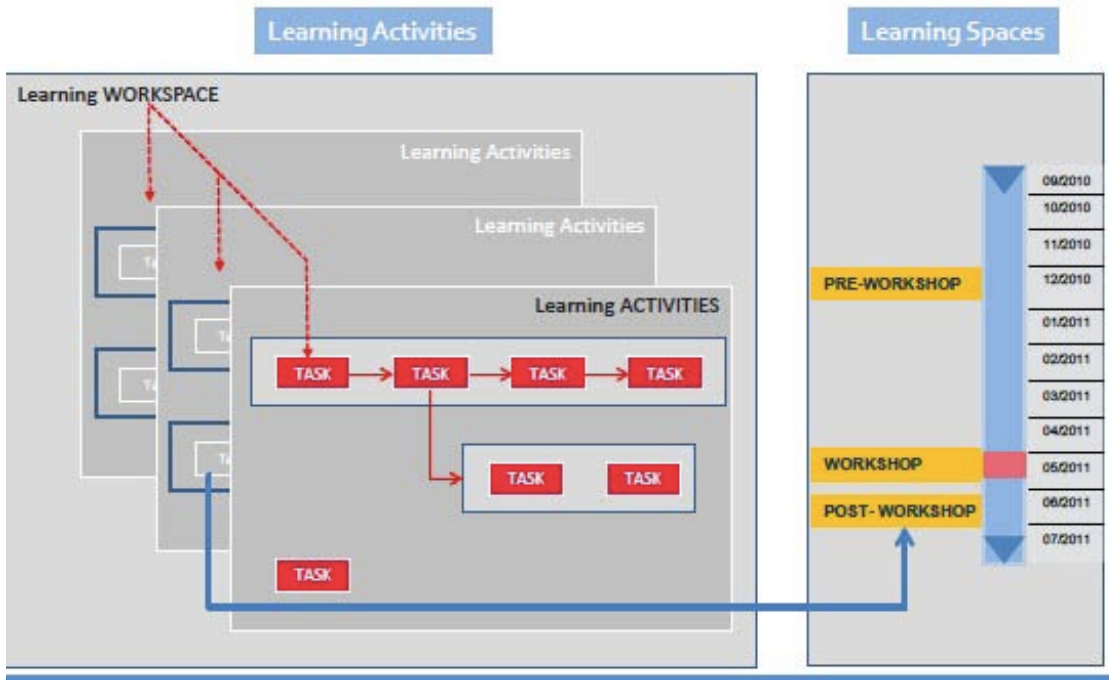 Learning Activities
Learning Spaces
Learning WORKSPACE
Learning Activities
Learning Activities
Learning ACTIVITIES
TASK TASK TASK TASK
TASK TASK
TASK
09/2010
10/2010
11/2010
PRE-WORKSHOP 12/2010
01/2011
02/2011
03/2011
04/2011
WORKSHOP 05/2011
POST- WORKSHOP 06/2011
07/2011